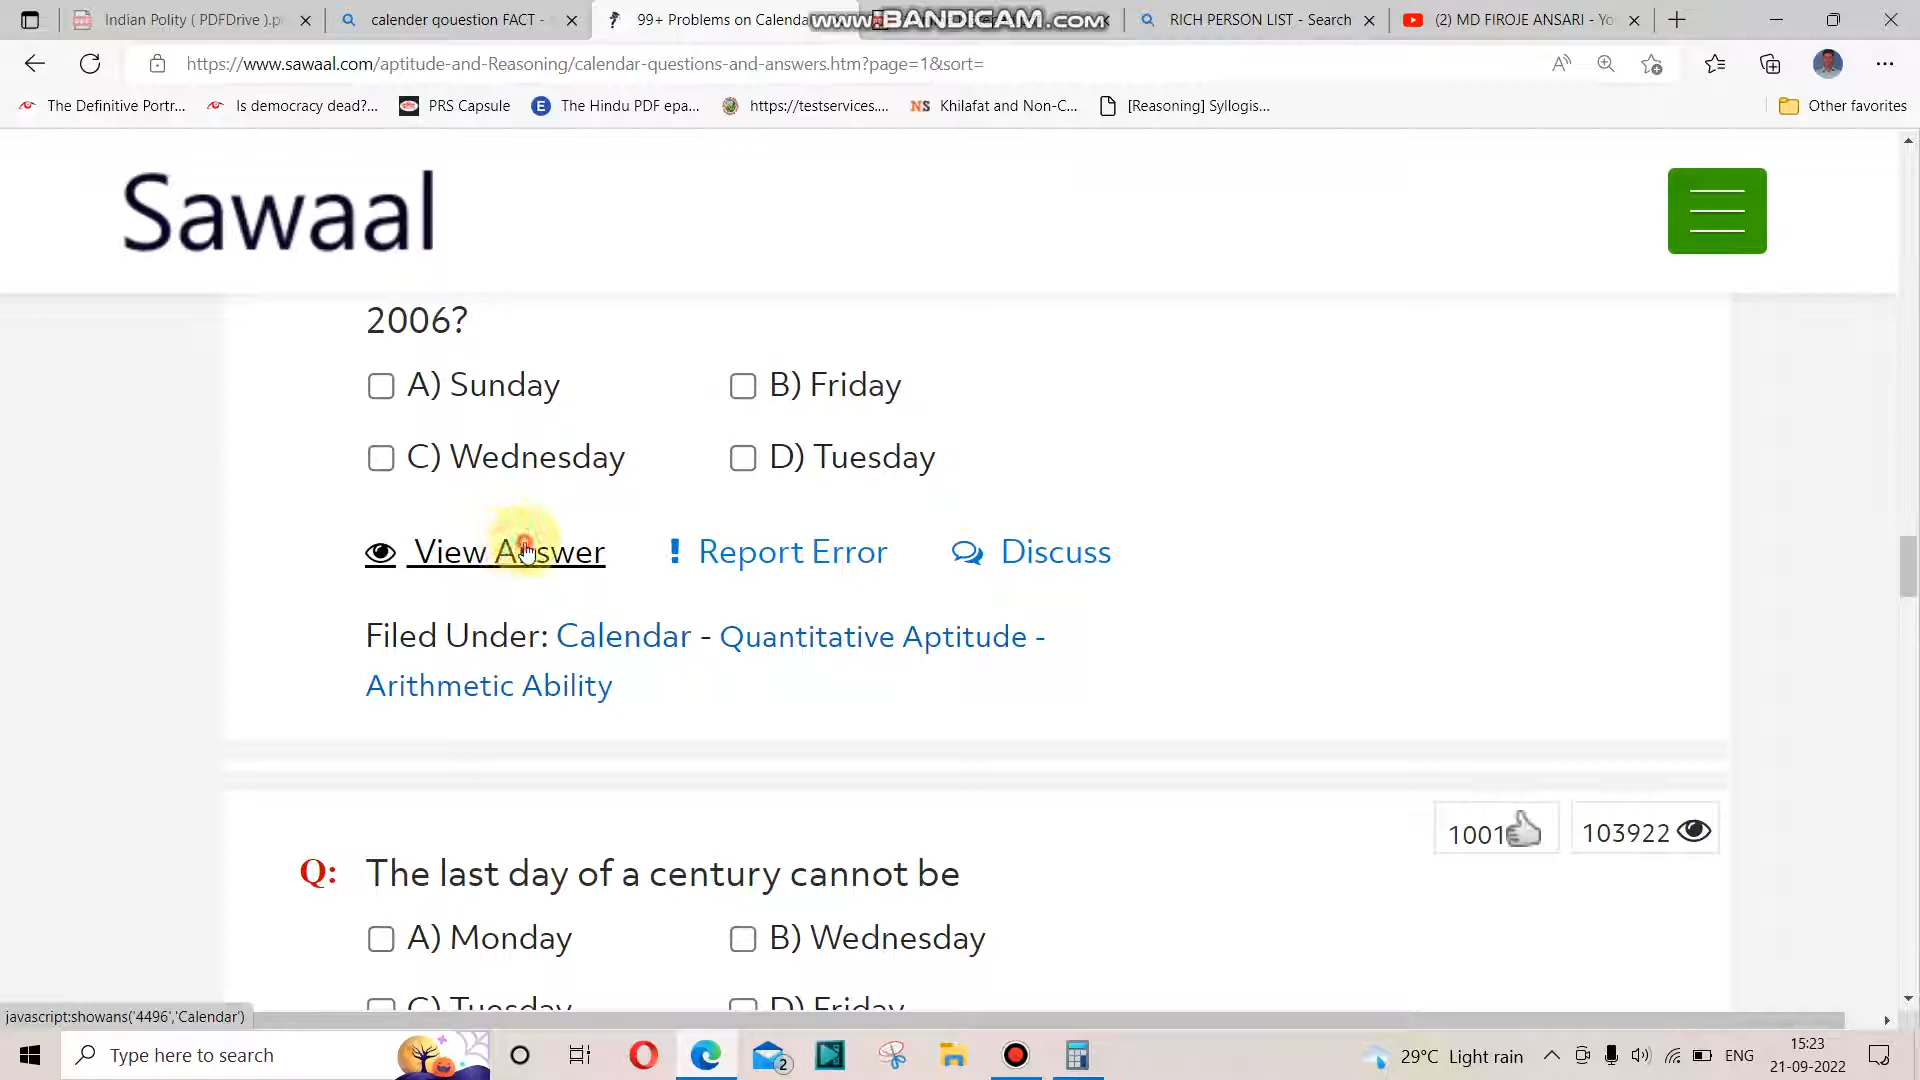 Indian Polity ( PDFDrive ).p
calender qouestion FACT -
99+ Problems on Calenda
www.BANDICAM.com
RICH PERSON LIST - Search
(2) MD FIROJE ANSARI - Yo
https://www.sawaal.com/aptitude-and-Reasoning/calendar-questions-and-answers.htm?page=1&sort=
The Definitive Portr...
Is democracy dead?...
PRS Capsule
The Hindu PDF epa...
https://testservices....
NS Khilafat and Non-C...
[Reasoning] Syllogis...
Other favorites
Sawaal
2006?
A) Sunday
B) Friday
C) Wednesday
D) Tuesday
View Answer
! Report Error
Discuss
Filed Under: Calendar - Quantitative Aptitude -
Arithmetic Ability
1001
103922
Q: The last day of a century cannot be
A) Monday
B) Wednesday
C) Tuesday
D) Friday
javascript:showans('4496','Calendar')
Type here to search
2
29°C Light rain
ENG
15:23
21-09-2022